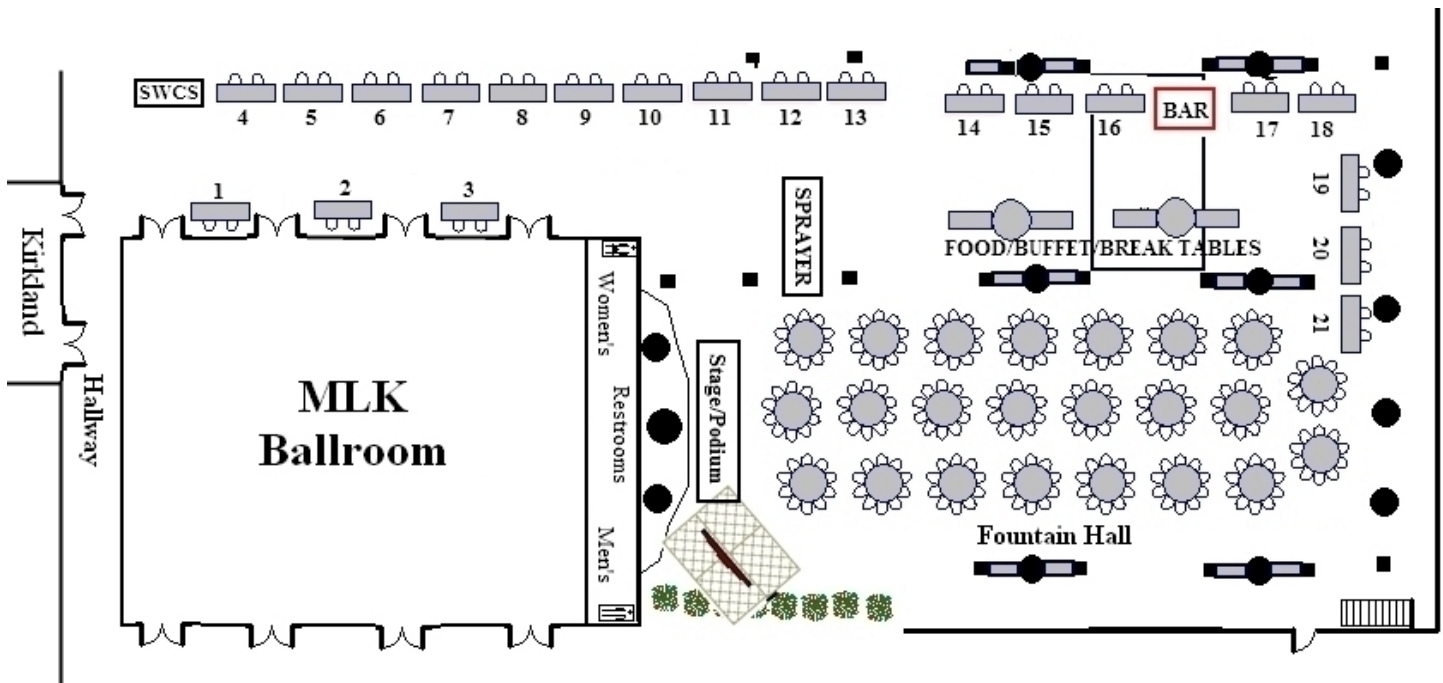 SWCS
4 5 6 7 8 9 10 11 12 13
14 15 16 BAR 17 18
1 2 3
19
20
21
SPRAYER
FOOD/BUFFET/BREAK TABLES
Kirkland
Hallway
MLK
Ballroom
Women's
Restrooms
Men's
Stage/Podium
Fountain Hall